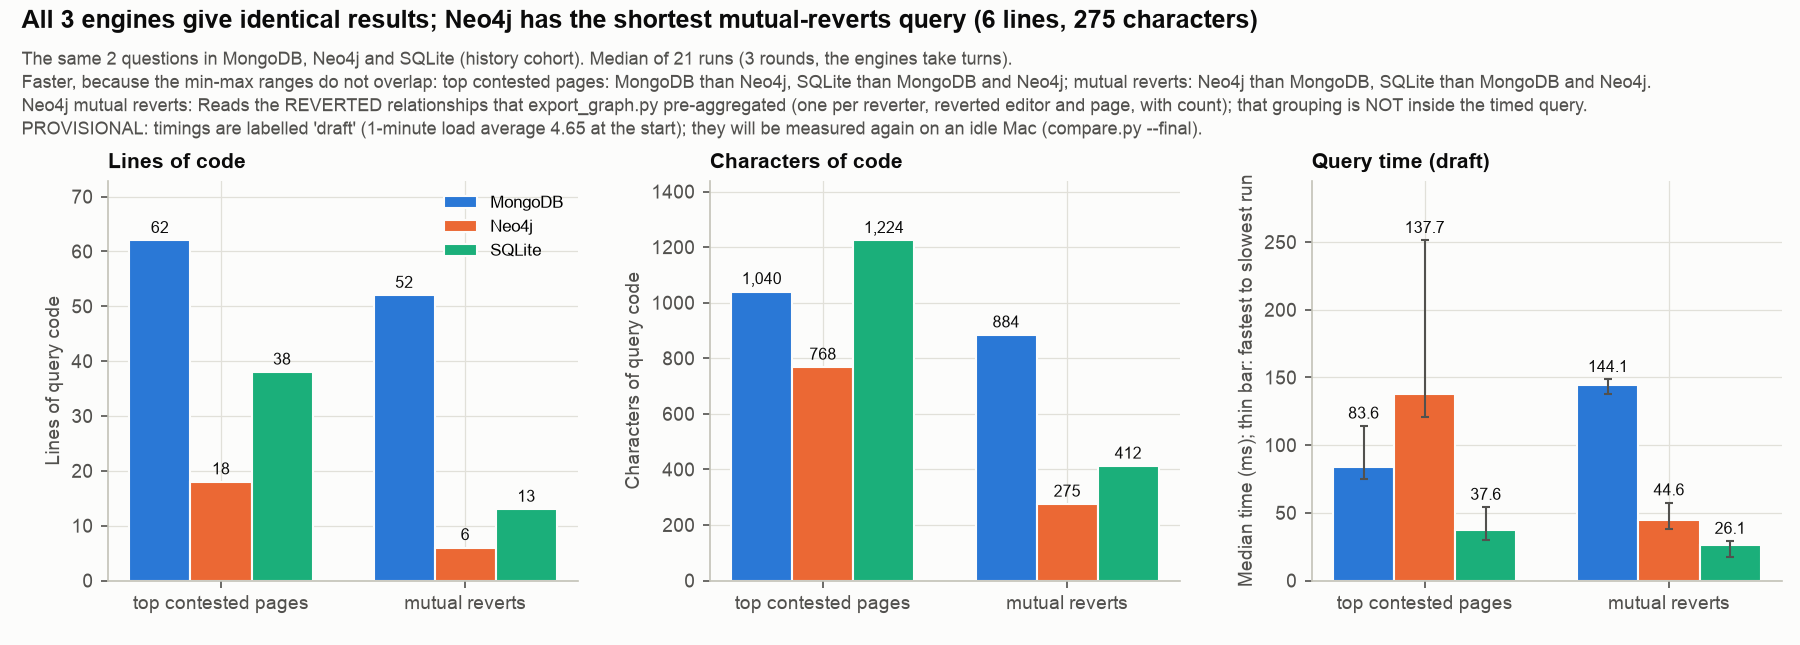 All 3 engines give identical results; Neo4j has the shortest mutual-reverts query (6 lines, 275 characters)
The same 2 questions in MongoDB, Neo4j and SQLite (history cohort). Median of 21 runs (3 rounds, the engines take turns).
Faster, because the min-max ranges do not overlap: top contested pages: MongoDB than Neo4j, SQLite than MongoDB and Neo4j; mutual reverts: Neo4j than MongoDB, SQLite than MongoDB and Neo4j.
Neo4j mutual reverts: Reads the REVERTED relationships that export_graph.py pre-aggregated (one per reverter, reverted editor and page, with count); that grouping is NOT inside the timed query.
PROVISIONAL: timings are labelled 'draft' (1-minute load average 4.65 at the start); they will be measured again on an idle Mac (compare.py --final).
Lines of code
Lines of query code
70
60
50
40
30
20
10
0
MongoDB
Neo4j
SQLite
62
18
38
52
6
13
top contested pages
mutual reverts
Characters of code
Characters of query code
1400
1200
1000
800
600
400
200
0
1,040
768
1,224
884
275
412
top contested pages
mutual reverts
Query time (draft)
Median time (ms); thin bar: fastest to slowest run
250
200
150
100
50
0
83.6
137.7
37.6
144.1
44.6
26.1
top contested pages
mutual reverts